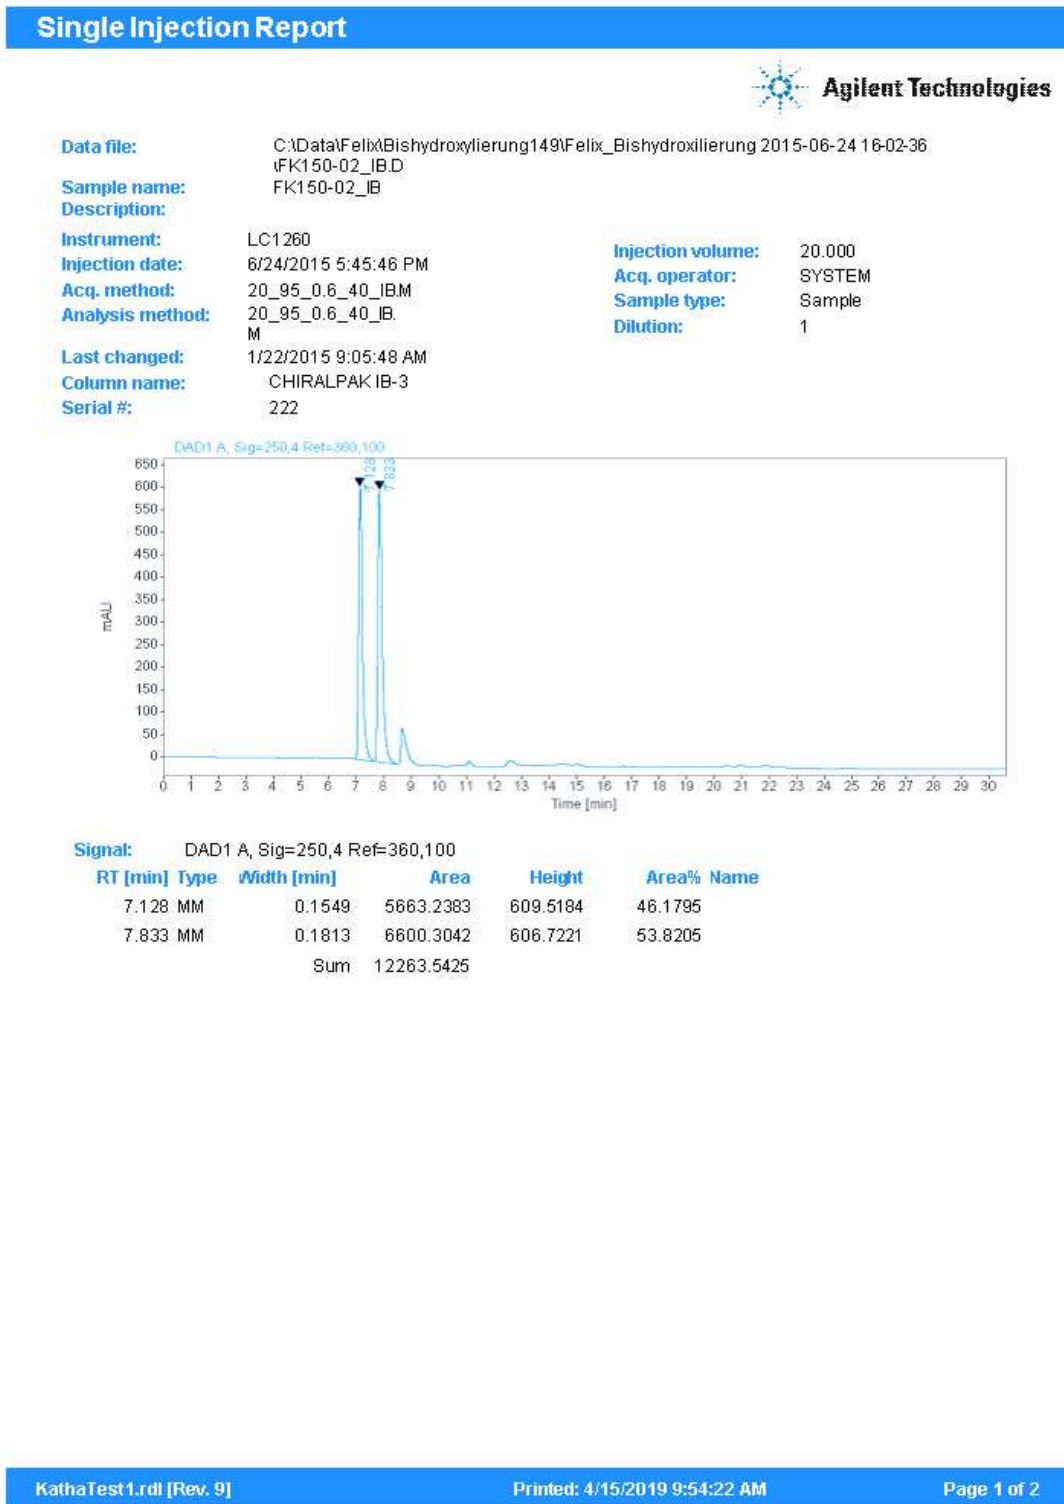 Single Injection Report
Agilent Technologies
Data file: C:\Data\Felix\Bishydroxylierung149\Felix_Bishydroxilierung 2015-06-24 16-02-36
\FK150-02_IB.D
Sample name: FK150-02_IB
Description:
Instrument: LC1260
Injection date: 6/24/2015 5:45:46 PM
Acq. method: 20_95_0.6_40_IB.M
Analysis method: 20_95_0.6_40_IB.
M
Last changed: 1/22/2015 9:05:48 AM
Column name: CHIRALPAK IB-3
Serial #: 222
Injection volume: 20.000
Acq. operator: SYSTEM
Sample type: Sample
Dilution: 1
DAD1 A, Sig=250,4 Ref=360,100
7.128
7.833
650
600
550
500
450
400
350
300
250
200
150
100
50
0
mAU
0 1 2 3 4 5 6 7 8 9 10 11 12 13 14 15 16 17 18 19 20 21 22 23 24 25 26 27 28 29 30
Time [min]
Signal: DAD1 A, Sig=250,4 Ref=360,100
RT [min] Type Width [min] Area Height Area% Name
7.128 MM 0.1549 5663.2383 609.5184 46.1795
7.833 MM 0.1813 6600.3042 606.7221 53.8205
Sum 12263.5425
KathaTest1.rdl [Rev. 9] Printed: 4/15/2019 9:54:22 AM Page 1 of 2